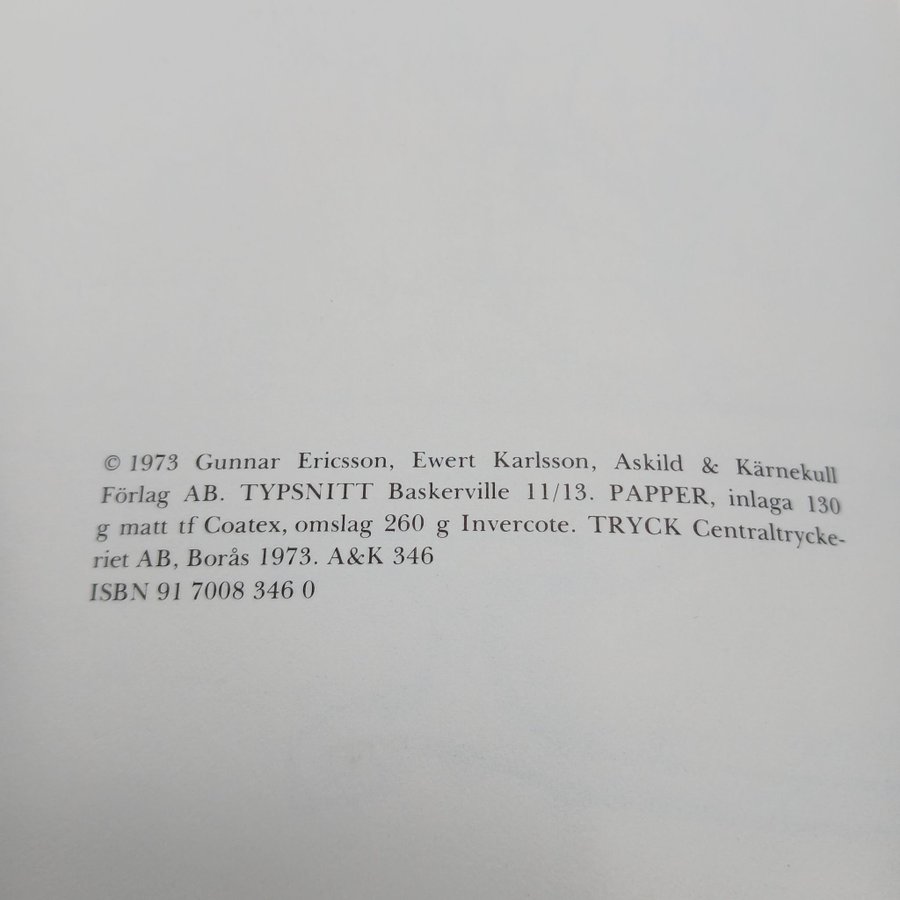 © 1973 Gunnar Ericsson, Ewert Karlsson, Askild & Kärnekull
Förlag AB. TYPSNITT Baskerville 11/13. PAPPER, inlaga 130
g matt tf Coatex, omslag 260 g Invercote. TRYCK Centraltrycke-
riet AB, Borås 1973. A&K 346
ISBN 91 7008 346 0